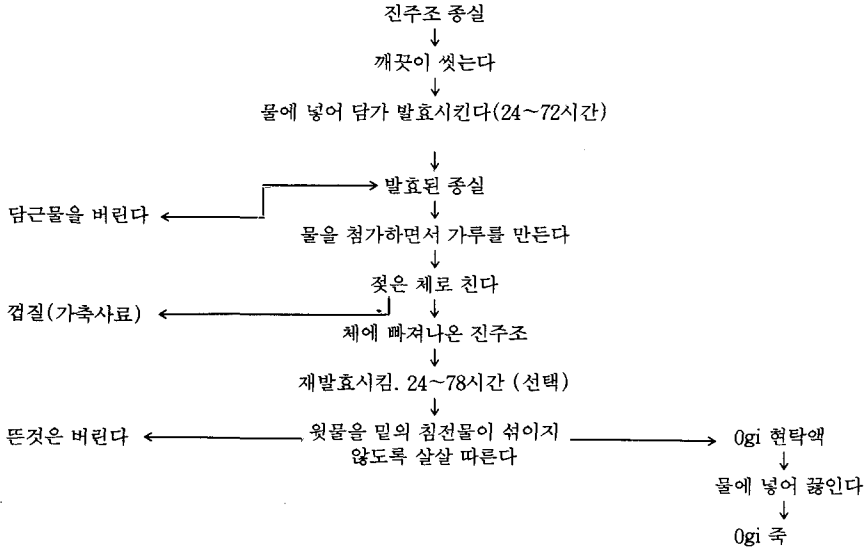 진주조 종실
깨끗이 씻는다
물에 넣어 담가 발효시킨다(24~72시간)
발효된 종실
담근물을 버린다
물을 첨가하면서 가루를 만든다
젖은 체로 친다
껍질(가축사료)
체에 빠져나온 진주조
재발효시킴. 24~78시간 (선택)
뜬것은 버린다
윗물을 밑의 침전물이 섞이지
않도록 살살 따른다
Ogi 현탁액
물에 넣어 끓인다
Ogi 죽